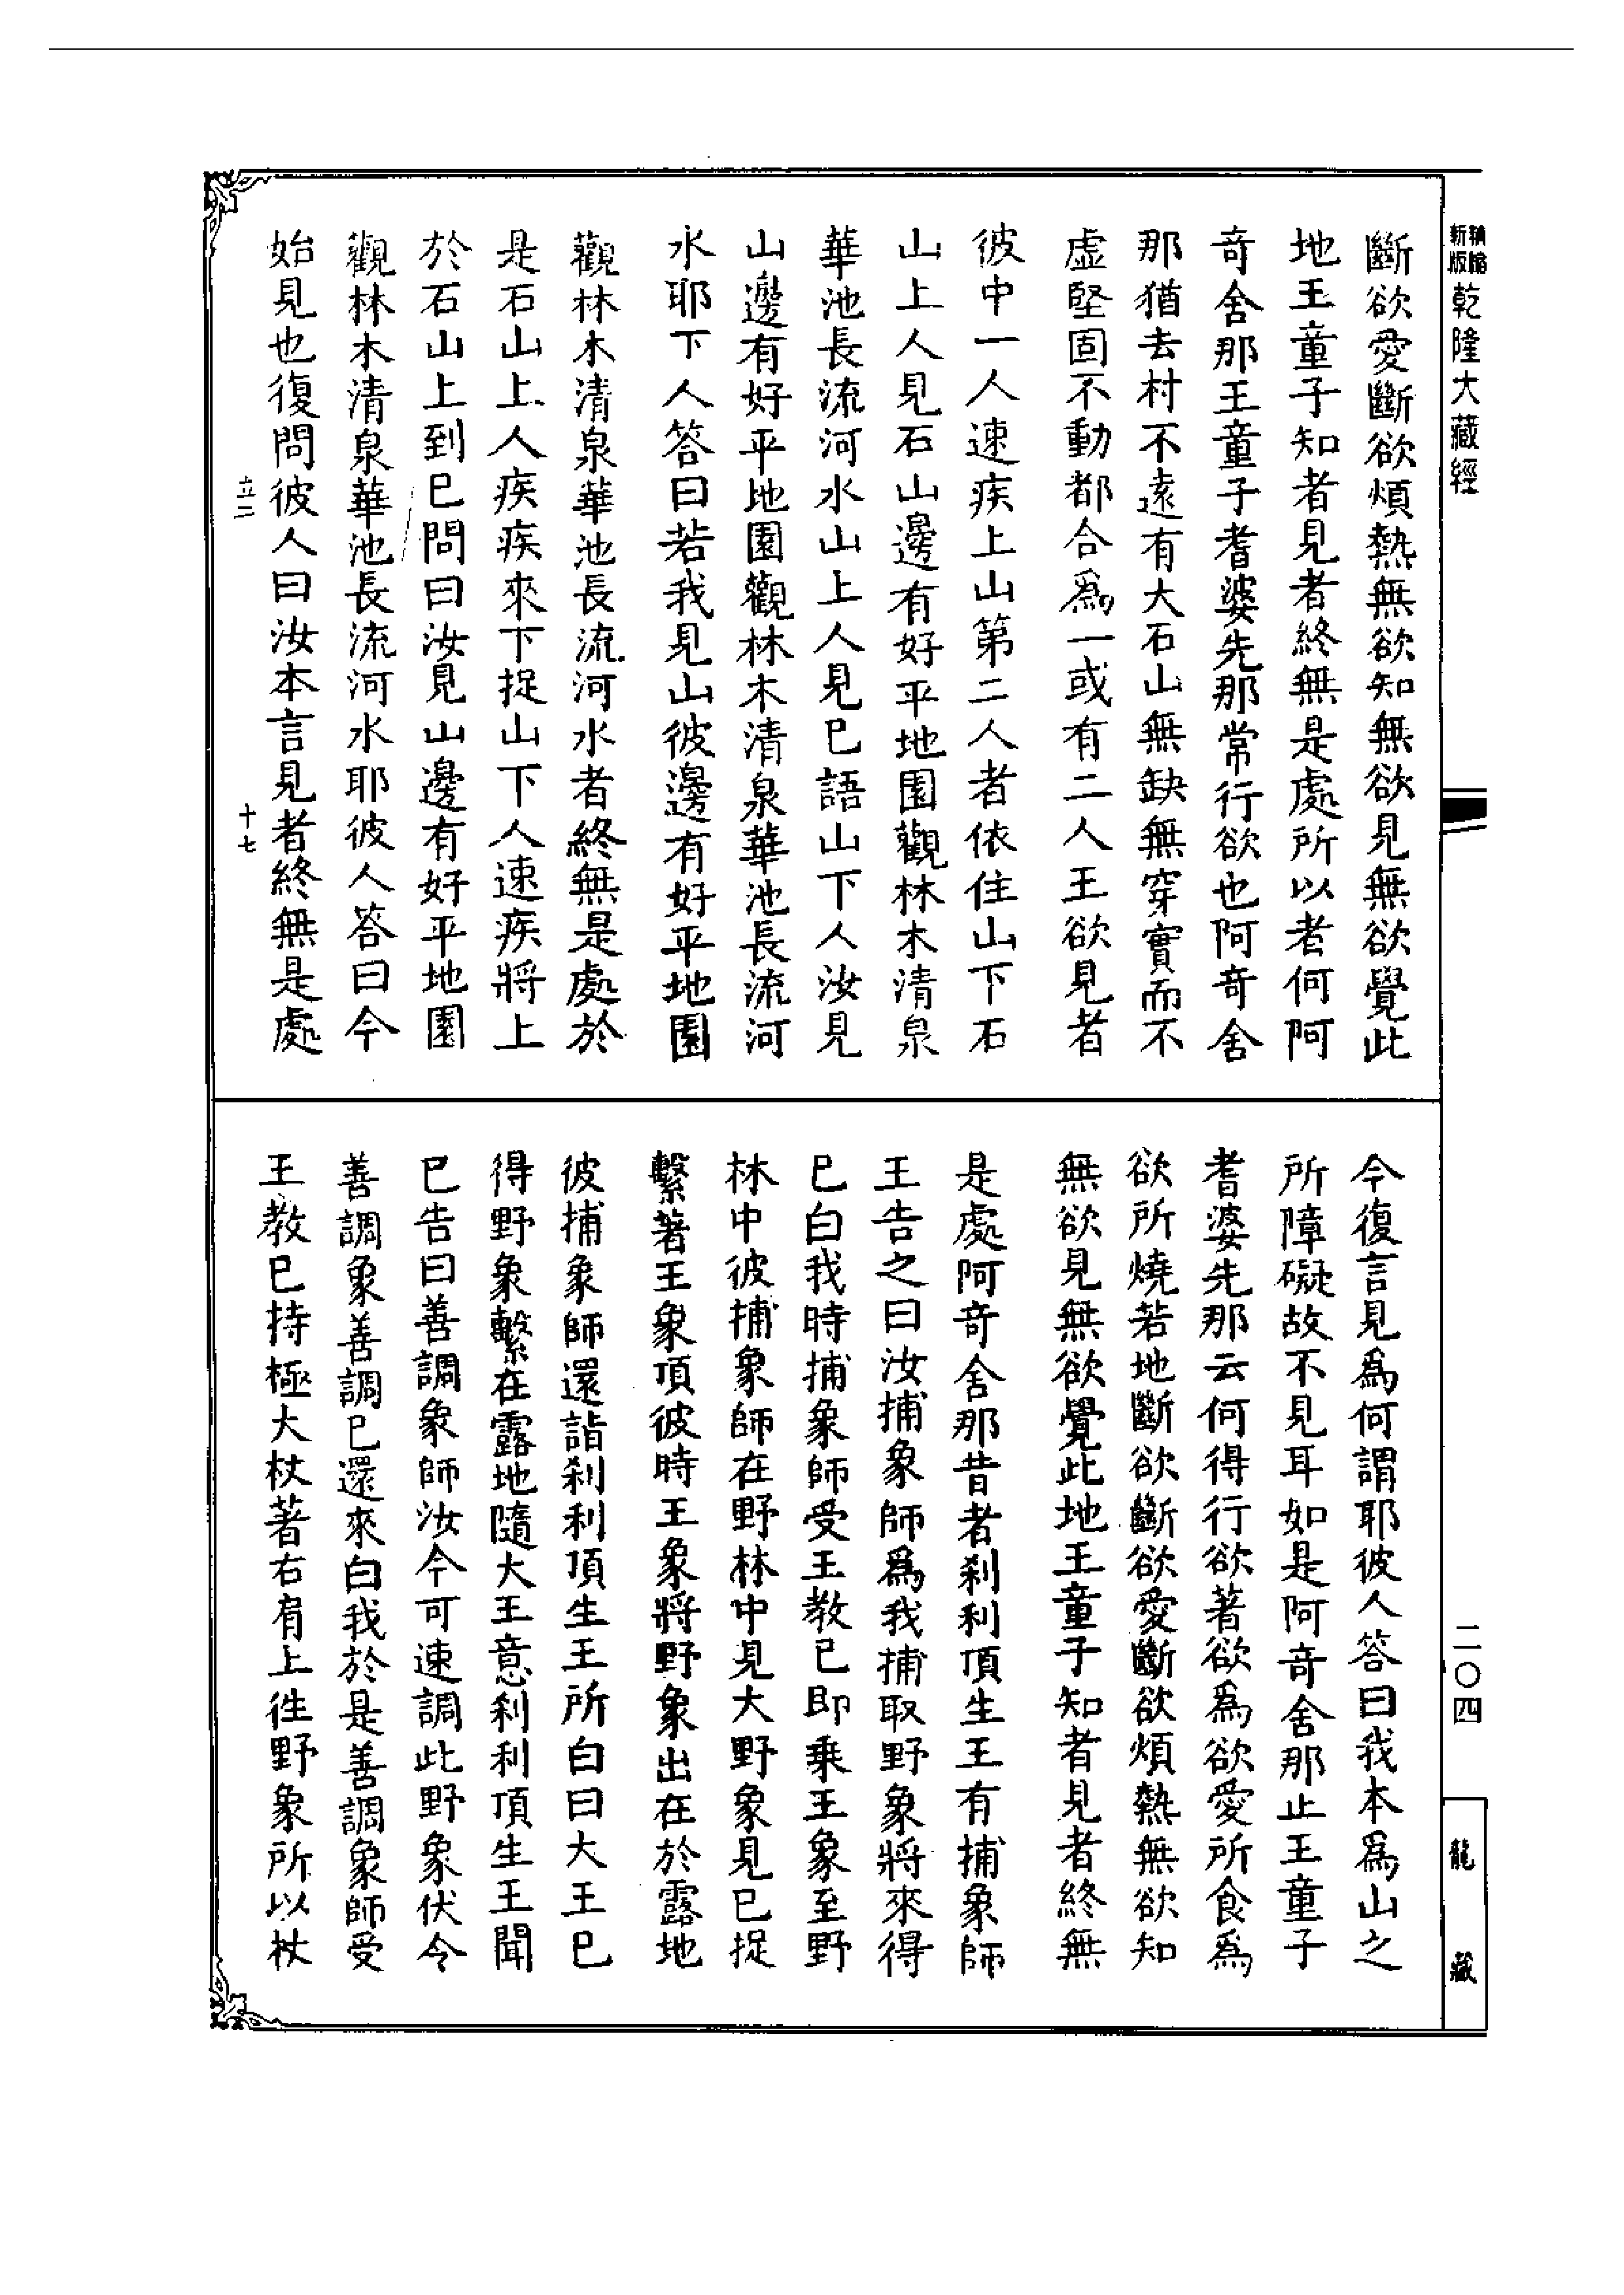 新版精縮乾隆大藏經
斷欲愛斷欲煩熱無欲知無欲見無欲覺此
地王童子知者見者終無是處所以者何阿
奇舍那王童子耆婆先那常行欲也阿奇舍
那猶去村不遠有大石山無缺無穿實而不
虛堅固不動都合爲一或有二人王欲見者
彼中一人速疾上山第二人者依住山下石
山上人見石山邊有好平地園觀林木清泉
華池長流河水山上人見巳語山下人汝見
山邊有好平地園觀林木清泉華池長流河
水耶下人答曰若我見山彼邊有好平地園
觀林木清泉華池長流河水者終無是處於
是石山上人疾疾來下捉山下人速疾將上
於石山上到巳問曰汝見山邊有好平地園
觀林木清泉華池長流河水耶彼人答曰今
始見也復問彼人曰汝本言見者終無是處
立二 十七
今復言見爲何謂耶彼人答曰我本爲山之
所障礙故不見耳如是阿奇舍那止王童子
耆婆先那云何得行欲著欲爲欲愛所食爲
欲所燒若地斷欲斷欲愛斷欲煩熱無欲知
無欲見無欲覺此地王童子知者見者終無
是處阿奇舍那昔者刹利頂生王有捕象師
王告之曰汝捕象師爲我捕取野象將來得
巳白我時捕象師受王教巳即乗王象至野
林中彼捕象師在野林中見大野象見巳捉
繫著王象頂彼時王象將野象出在於露地
彼捕象師還詣刹利頂生王所白曰大王巳
得野象繫在露地隨大王意刹利頂生王聞
巳告曰善調象師汝今可速調此野象伏令
善調象善調巳還來白我於是善調象師受
王教巳持極大杖著右肩上徃野象所以杖
二〇四
龍藏